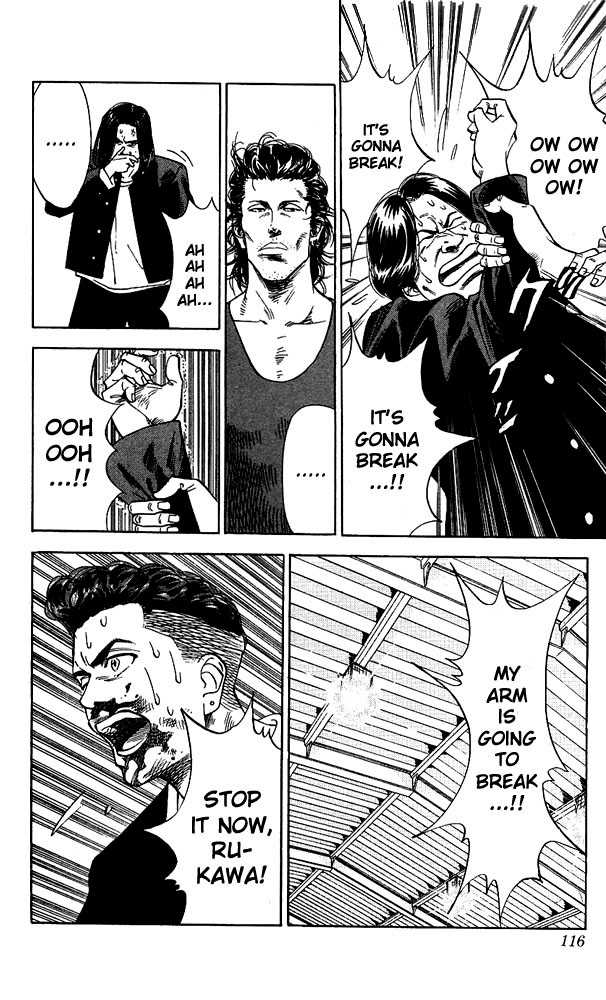 OW OW
OW OW
OW!
IT'S
GONNA
BREAK!
IT'S
GONNA
BREAK
...!!
.....
.....
AH
AH
AH
AH...
OOH
OOH
...!!
MY
ARM IS
GOING
TO
BREAK
...!!
STOP
IT NOW,
RU-
KAWA!
116